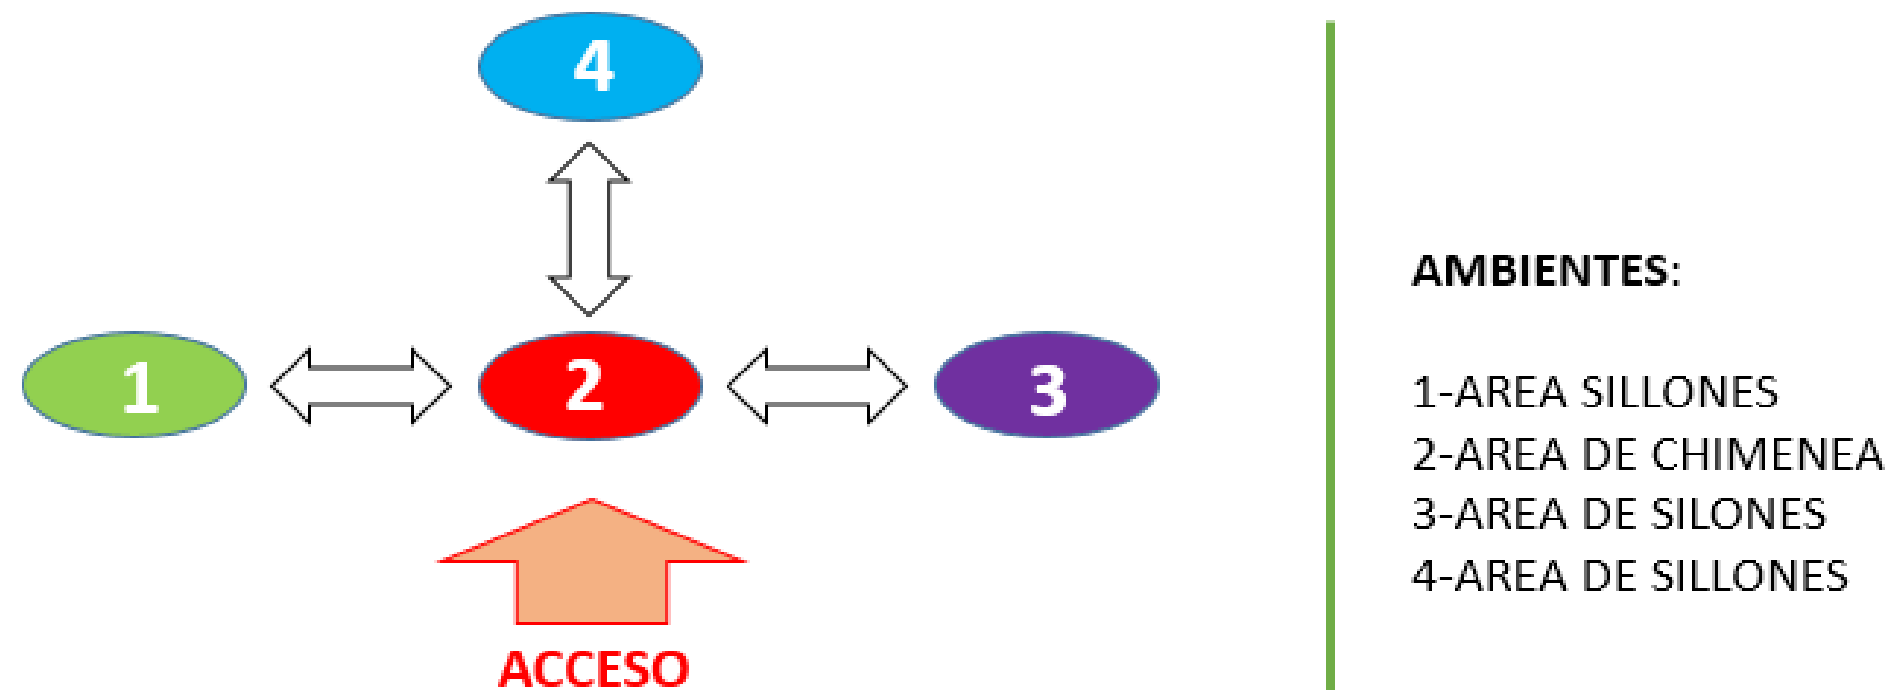 4
1
2
3
ACCESO
AMBIENTES:
1-AREA SILLONES
2-AREA DE CHIMENEA
3-AREA DE SILONES
4-AREA DE SILLONES